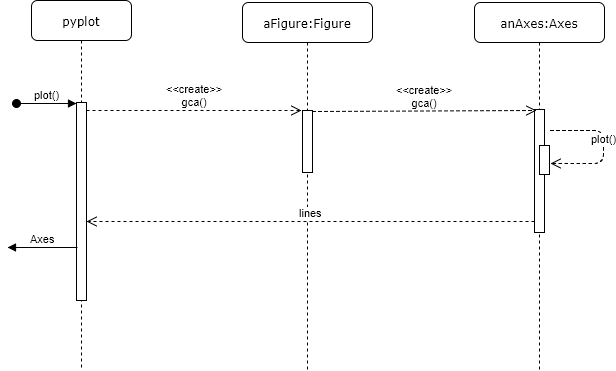 pyplot
aFigure:Figure
anAxes:Axes
plot()
<<create>>
gca()
<<create>>
gca()
plot()
lines
Axes